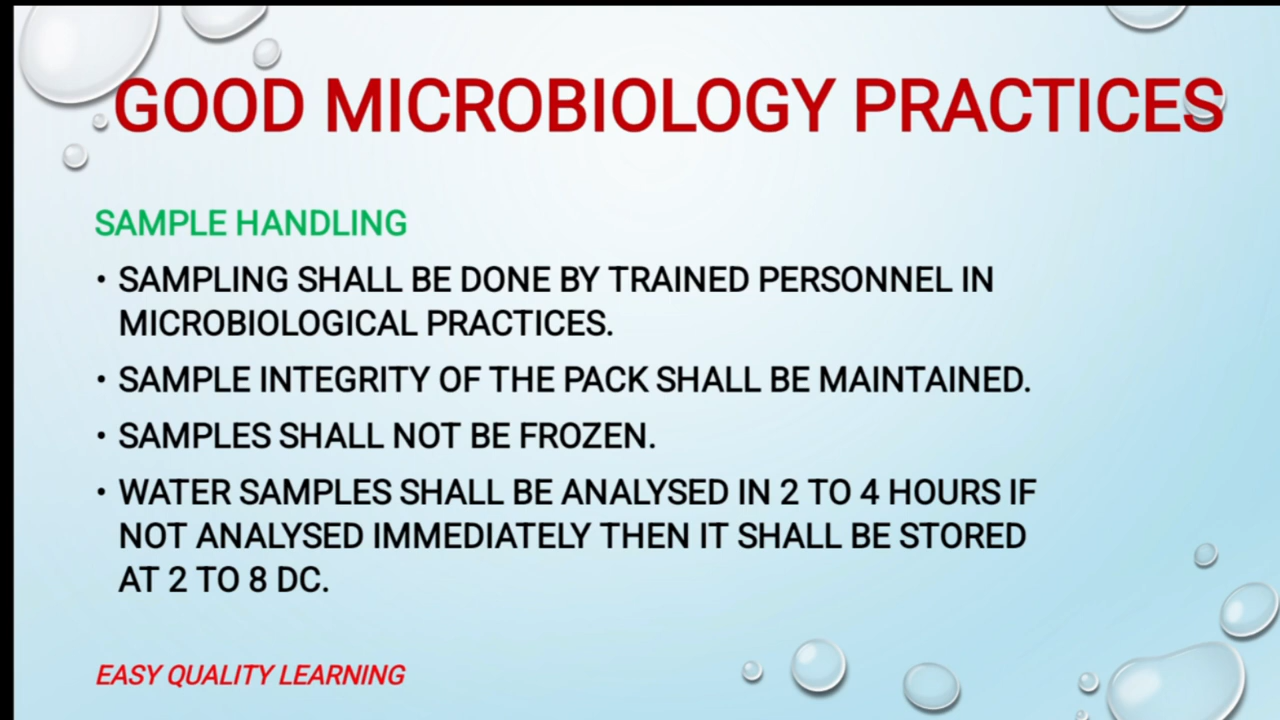 GOOD MICROBIOLOGY PRACTICES
SAMPLE HANDLING
• SAMPLING SHALL BE DONE BY TRAINED PERSONNEL IN
MICROBIOLOGICAL PRACTICES.
• SAMPLE INTEGRITY OF THE PACK SHALL BE MAINTAINED.
• SAMPLES SHALL NOT BE FROZEN.
• WATER SAMPLES SHALL BE ANALYSED IN 2 TO 4 HOURS IF
NOT ANALYSED IMMEDIATELY THEN IT SHALL BE STORED
AT 2 TO 8 DC.
EASY QUALITY LEARNING